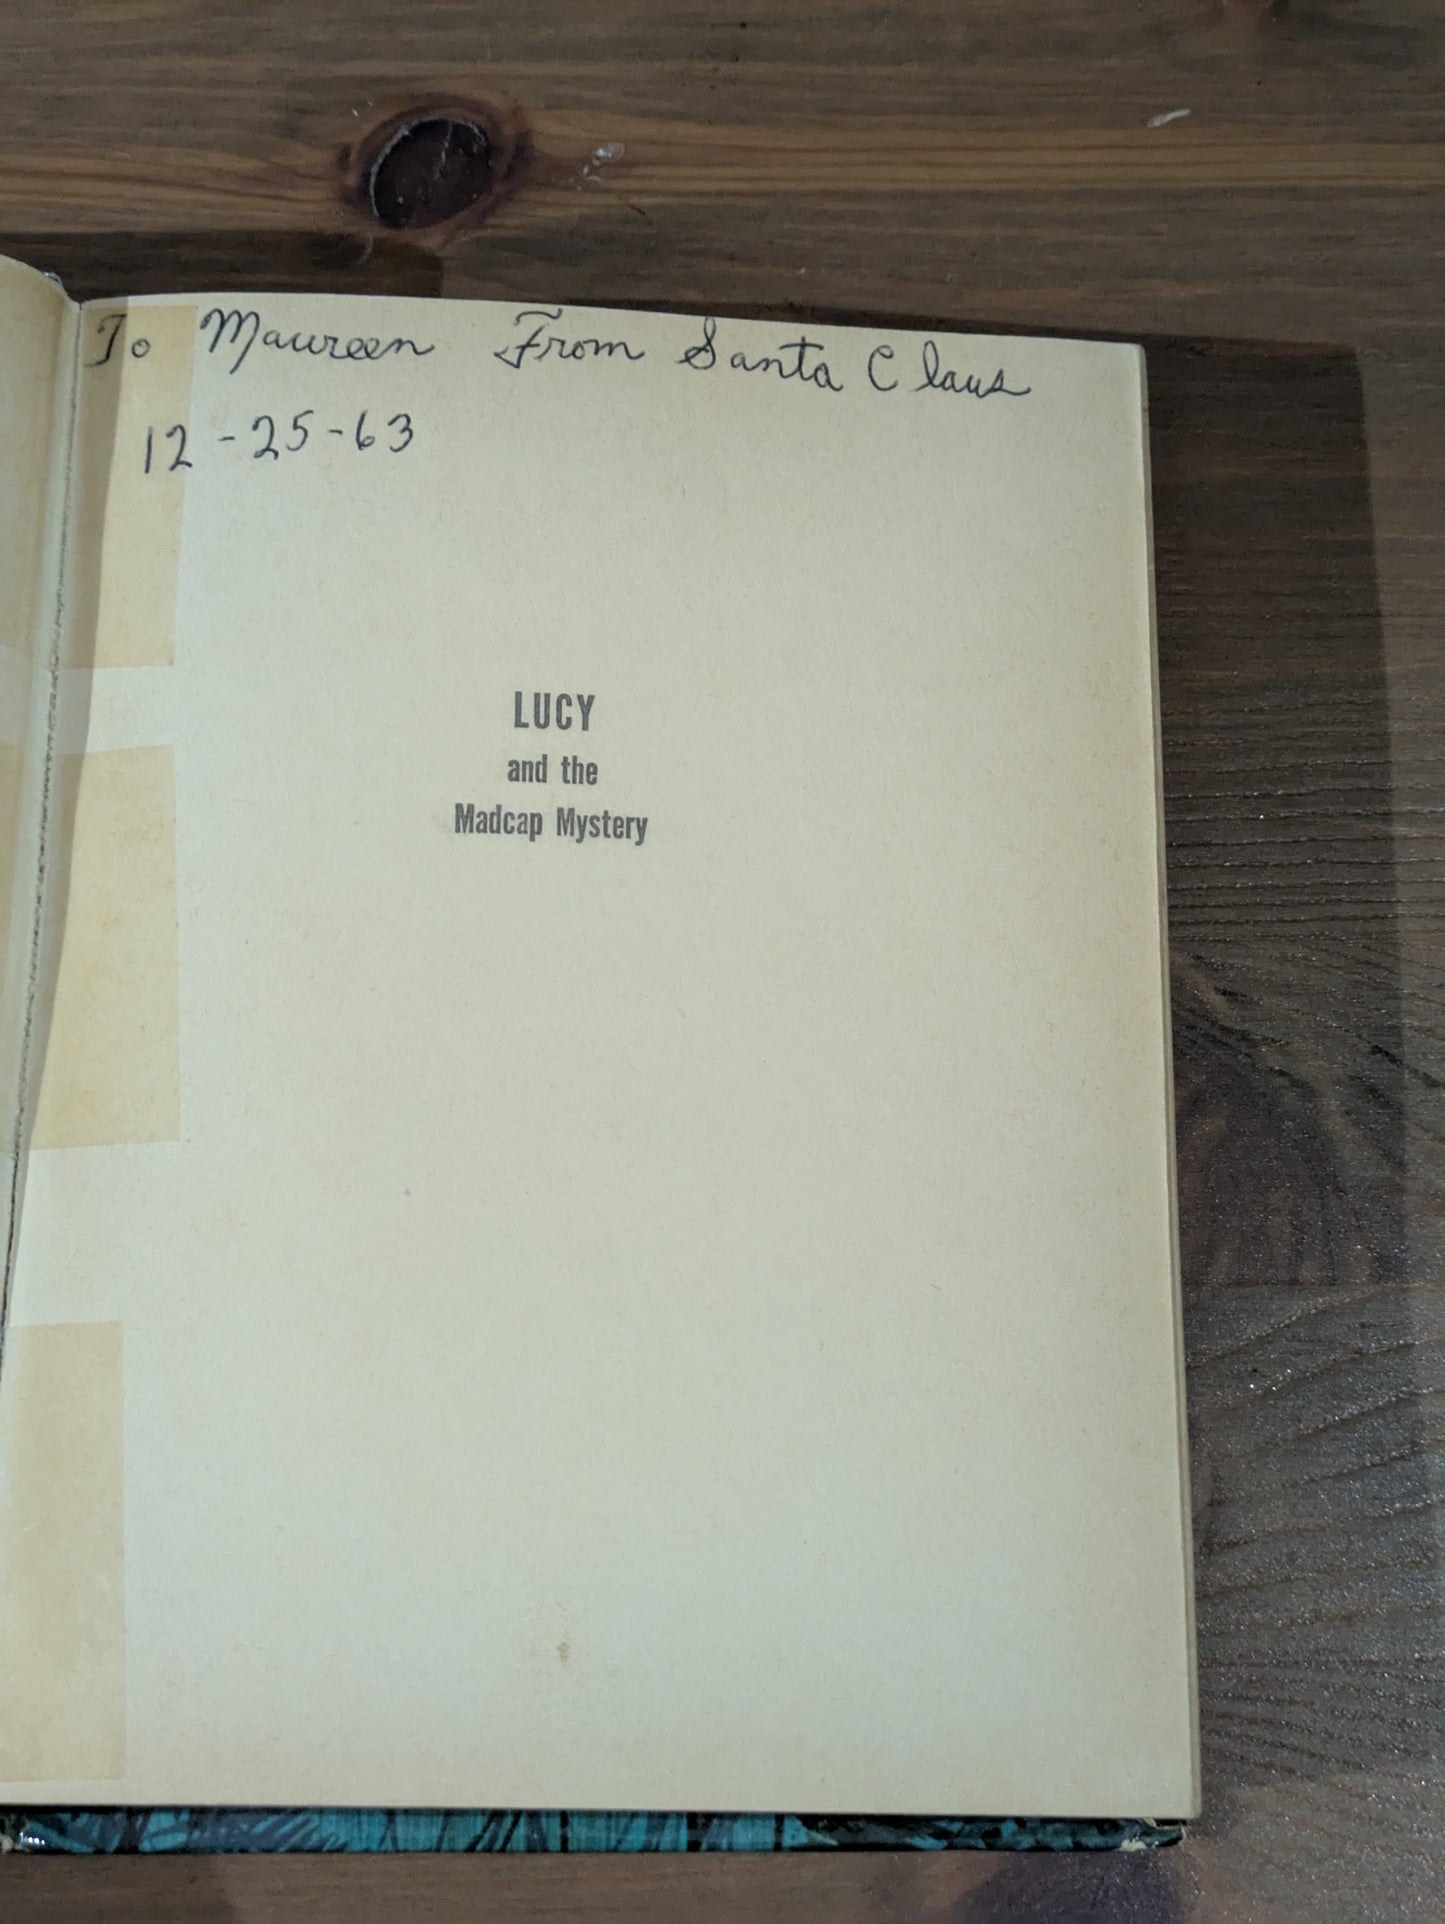 To Maureen From Santa Claus
12-25-63
LUCY
and the
Madcap Mystery